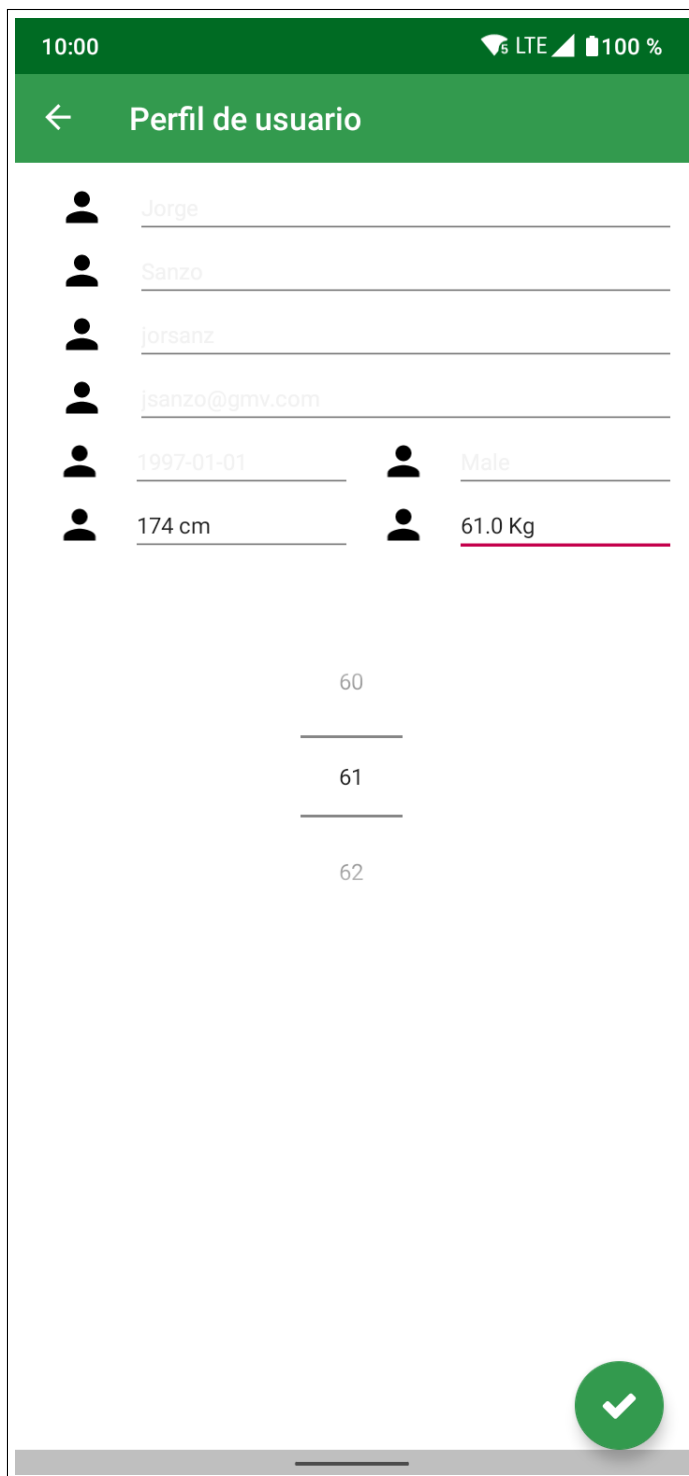 10:00 5 LTE 100 %
Perfil de usuario
Jorge
Sanzo
jorsanz
jsanzo@gmv.com
1997-01-01 Male
174 cm 61.0 Kg
60
61
62